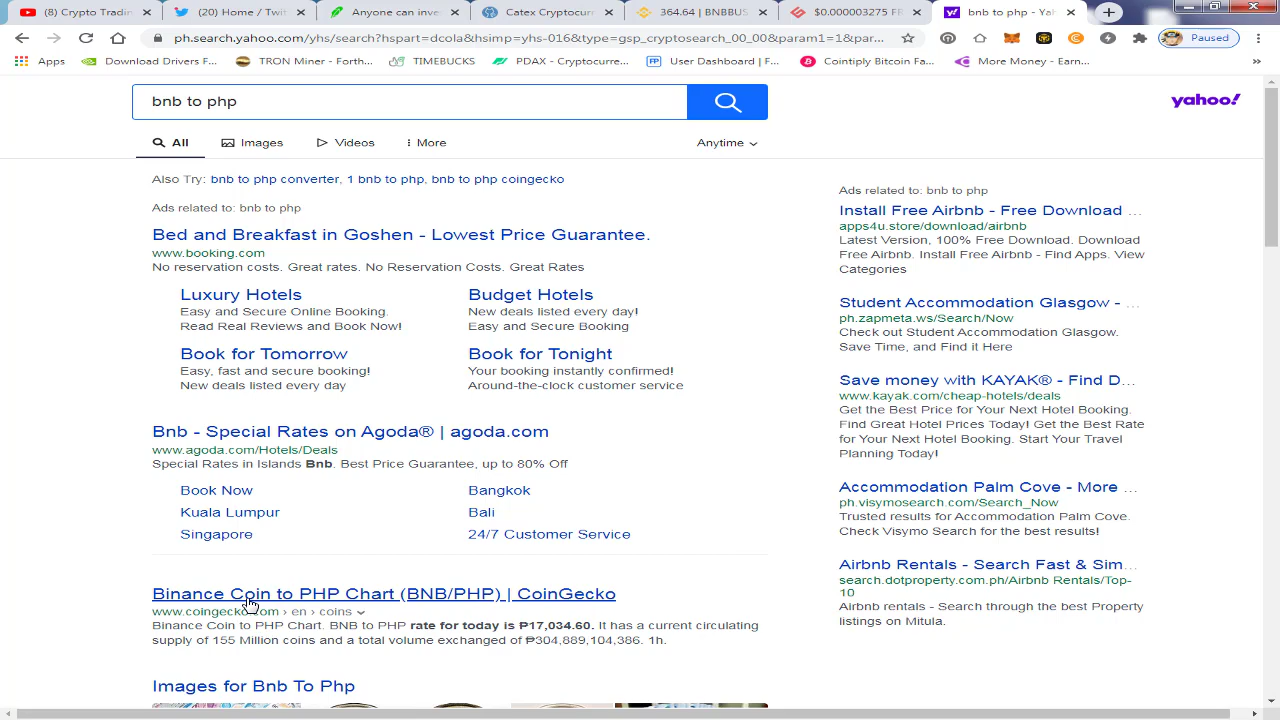 (8) Crypto Tradin
(20) Home / Twit
Anyone can inve
Catex Cryptocurre
364.64 | BNBBUS
$0.000003275 FP
bnb to php - Yah
ph.search.yahoo.com/yhs/search?hspart=dcola&hsimp=yhs-016&type=gsp_cryptosearch_00_00&param1=1&par...
Paused
Apps
Download Drivers F...
TRON Miner - Forth...
TIMEBUCKS
PDAX - Cryptocurre...
User Dashboard | F...
Cointiply Bitcoin Fa...
More Money - Earn...
»
bnb to php
yahoo!
All
Images
Videos
More
Anytime
Also Try: bnb to php converter, 1 bnb to php, bnb to php coingecko
Ads related to: bnb to php
Bed and Breakfast in Goshen - Lowest Price Guarantee.
www.booking.com
No reservation costs. Great rates. No Reservation Costs. Great Rates
Luxury Hotels
Easy and Secure Online Booking.
Read Real Reviews and Book Now!
Budget Hotels
New deals listed every day!
Easy and Secure Booking
Book for Tomorrow
Easy, fast and secure booking!
New deals listed every day
Book for Tonight
Your booking instantly confirmed!
Around-the-clock customer service
Bnb - Special Rates on Agoda® | agoda.com
www.agoda.com/Hotels/Deals
Special Rates in Islands Bnb. Best Price Guarantee, up to 80% Off
Book Now
Bangkok
Kuala Lumpur
Bali
Singapore
24/7 Customer Service
Binance Coin to PHP Chart (BNB/PHP) | CoinGecko
www.coingecko.com › en › coins
Binance Coin to PHP Chart. BNB to PHP rate for today is ₱17,034.60. It has a current circulating
supply of 155 Million coins and a total volume exchanged of ₱304,889,104,386. 1h.
Images for Bnb To Php
Ads related to: bnb to php
Install Free Airbnb - Free Download ...
apps4u.store/download/airbnb
Latest Version, 100% Free Download. Download
Free Airbnb. Install Free Airbnb - Find Apps. View
Categories
Student Accommodation Glasgow - ...
ph.zapmeta.ws/Search/Now
Check out Student Accommodation Glasgow.
Save Time, and Find it Here
Save money with KAYAK® - Find D...
www.kayak.com/cheap-hotels/deals
Get the Best Price for Your Next Hotel Booking.
Find Great Hotel Prices Today! Get the Best Rate
for Your Next Hotel Booking. Start Your Travel
Planning Today!
Accommodation Palm Cove - More ...
ph.visymosearch.com/Search_Now
Trusted results for Accommodation Palm Cove.
Check Visymo Search for the best results!
Airbnb Rentals - Search Fast & Sim...
search.dotproperty.com.ph/Airbnb Rentals/Top-
10
Airbnb rentals - Search through the best Property
listings on Mitula.